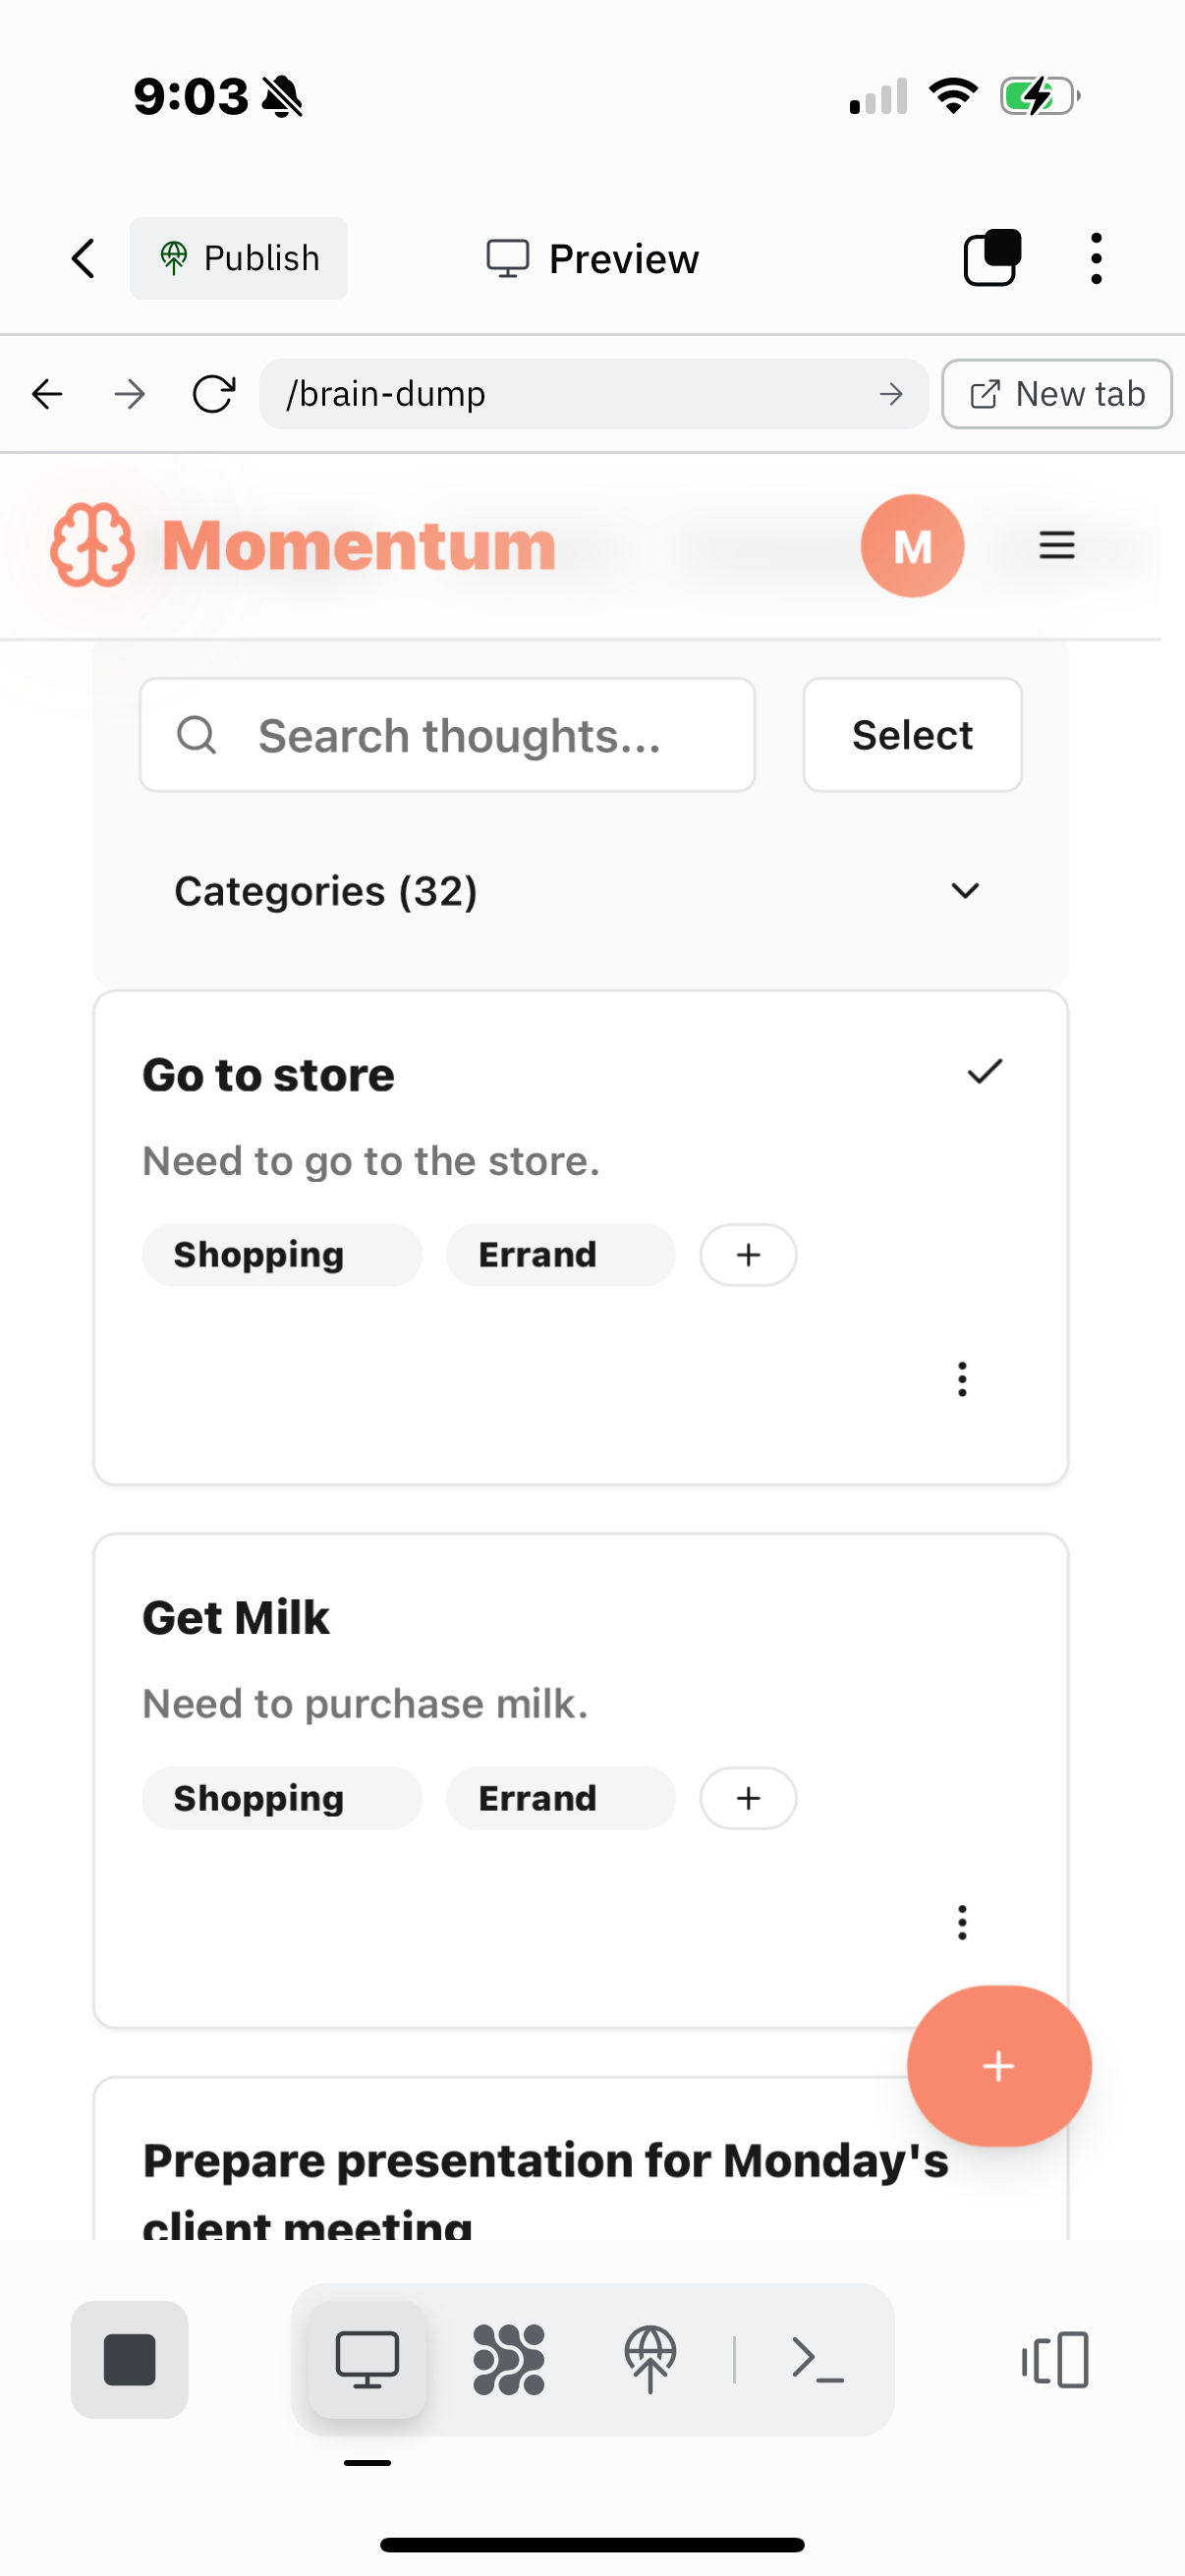 9:03
Publish
Preview
/brain-dump
New tab
Momentum
M
Search thoughts...
Select
Categories (32)
Go to store
Need to go to the store.
Shopping Errand +
Get Milk
Need to purchase milk.
Shopping Errand +
+
Prepare presentation for Monday's
client meeting